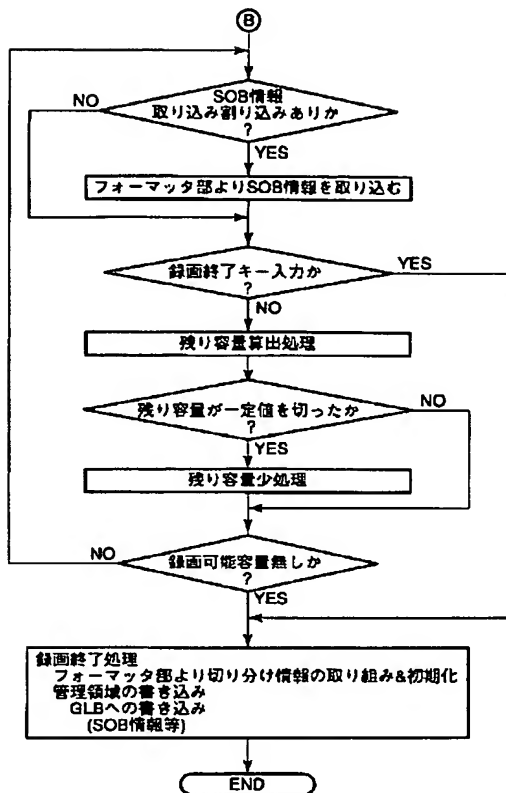 B
SOB情報
取り込み割り込みありか
?
NO
YES
フォーマッタ部よりSOB情報を取り込む
録画終了キー入力か
?
YES
NO
残り容量算出処理
残り容量が一定値を切ったか
?
NO
YES
残り容量少処理
録画可能容量無しか
?
NO
YES
録画終了処理
フォーマッタ部より切り分け情報の取り組み&初期化
管理領域の書き込み
GLBへの書き込み
(SOB情報等)
END